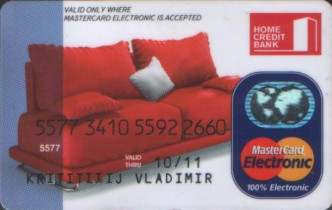 VALID ONLY WHERE
MASTERCARD ELECTRONIC IS ACCEPTED
HOME
CREDIT
BANK
5577 3410 5592 2660
5577
VALID
THRU 10/11
VLADIMIR
MasterCard
Electronic
100% Electronic